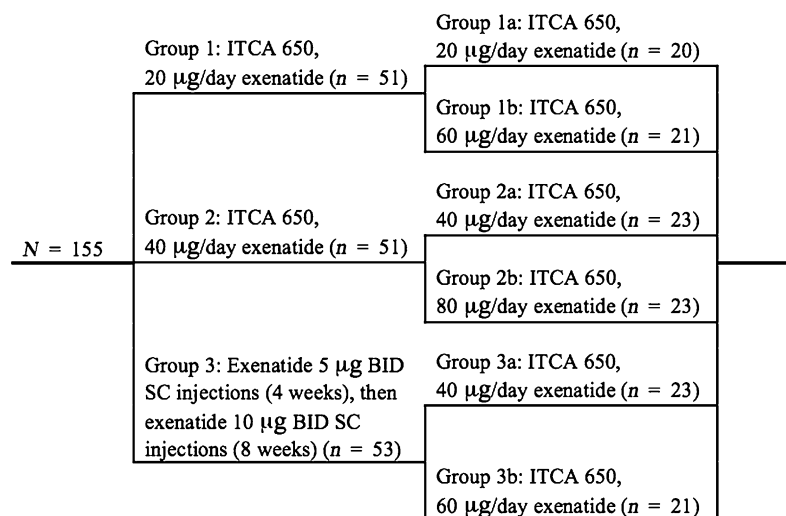 N = 155
Group 1: ITCA 650,
20 μg/day exenatide (n = 51)
Group 2: ITCA 650,
40 μg/day exenatide (n = 51)
Group 3: Exenatide 5 μg BID
SC injections (4 weeks), then
exenatide 10 μg BID SC
injections (8 weeks) (n = 53)
Group 1a: ITCA 650,
20 μg/day exenatide (n = 20)
Group 1b: ITCA 650,
60 μg/day exenatide (n = 21)
Group 2a: ITCA 650,
40 μg/day exenatide (n = 23)
Group 2b: ITCA 650,
80 μg/day exenatide (n = 23)
Group 3a: ITCA 650,
40 μg/day exenatide (n = 23)
Group 3b: ITCA 650,
60 μg/day exenatide (n = 21)